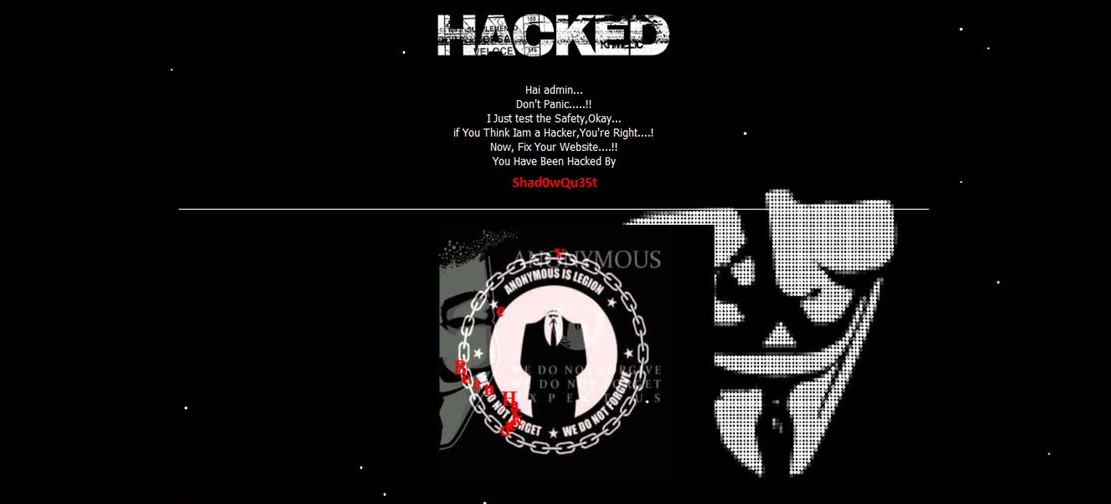 HACKED
VELOCE
Hai admin...
Don't Panic.....!!
I Just test the Safety,Okay...
if You Think Iam a Hacker,You're Right....!
Now, Fix Your Website....!!
You Have Been Hacked By
Shad0wQu35t
ANONYMOUS
ANONYMOUS IS LEGION
WE DO NOT FORGIVE
WE DO NOT FORGET
EXPECT US
WE DO NOT FORGET
WE DO NOT FORGIVE